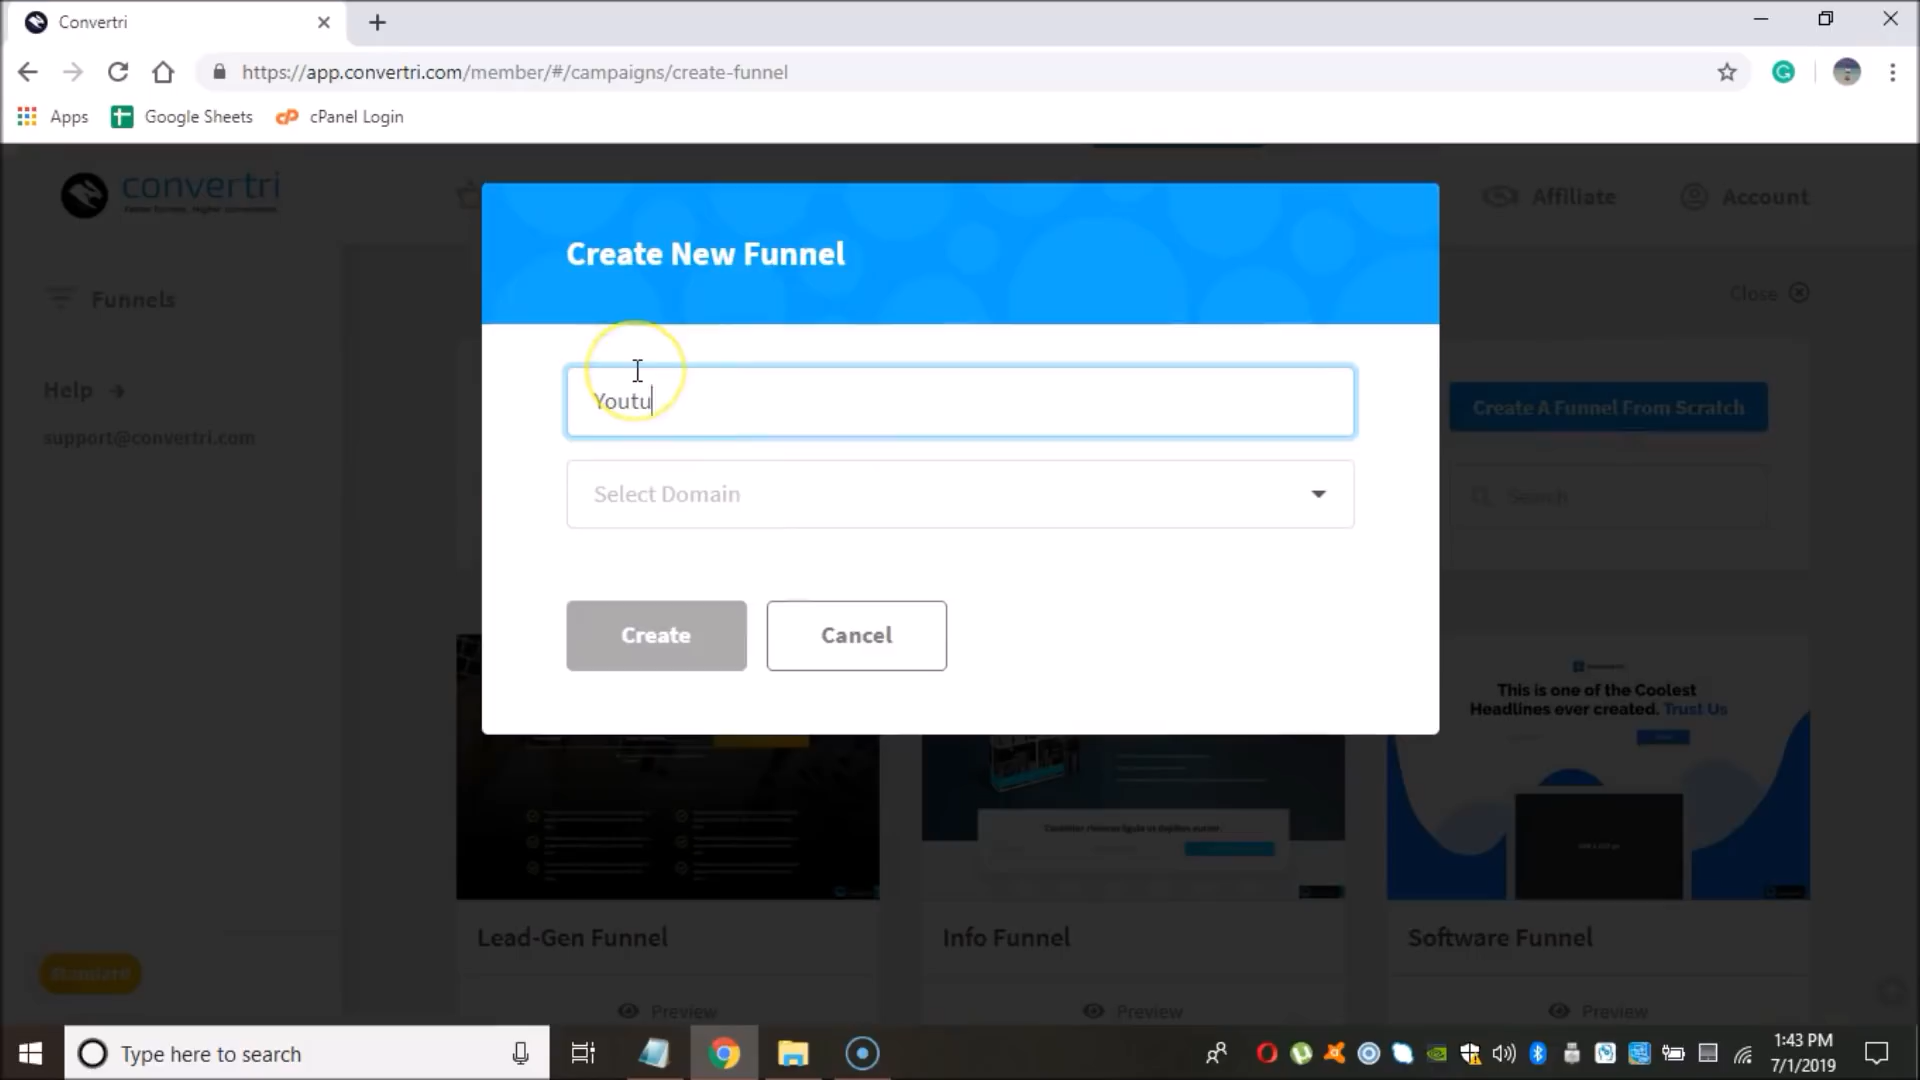 Convertri
https://app.convertri.com/member/#/campaigns/create-funnel
Apps
Google Sheets
cPanel Login
convertri
Affiliate
Account
Create New Funnel
Funnels
Close
Youtu
Help
Create A Funnel From Scratch
support@convertri.com
Select Domain
Search
Create
Cancel
This is one of the Coolest
Headlines ever created. Trust Us
Lead-Gen Funnel
Info Funnel
Software Funnel
Standard
Preview
Preview
Preview
Type here to search
1:43 PM
7/1/2019